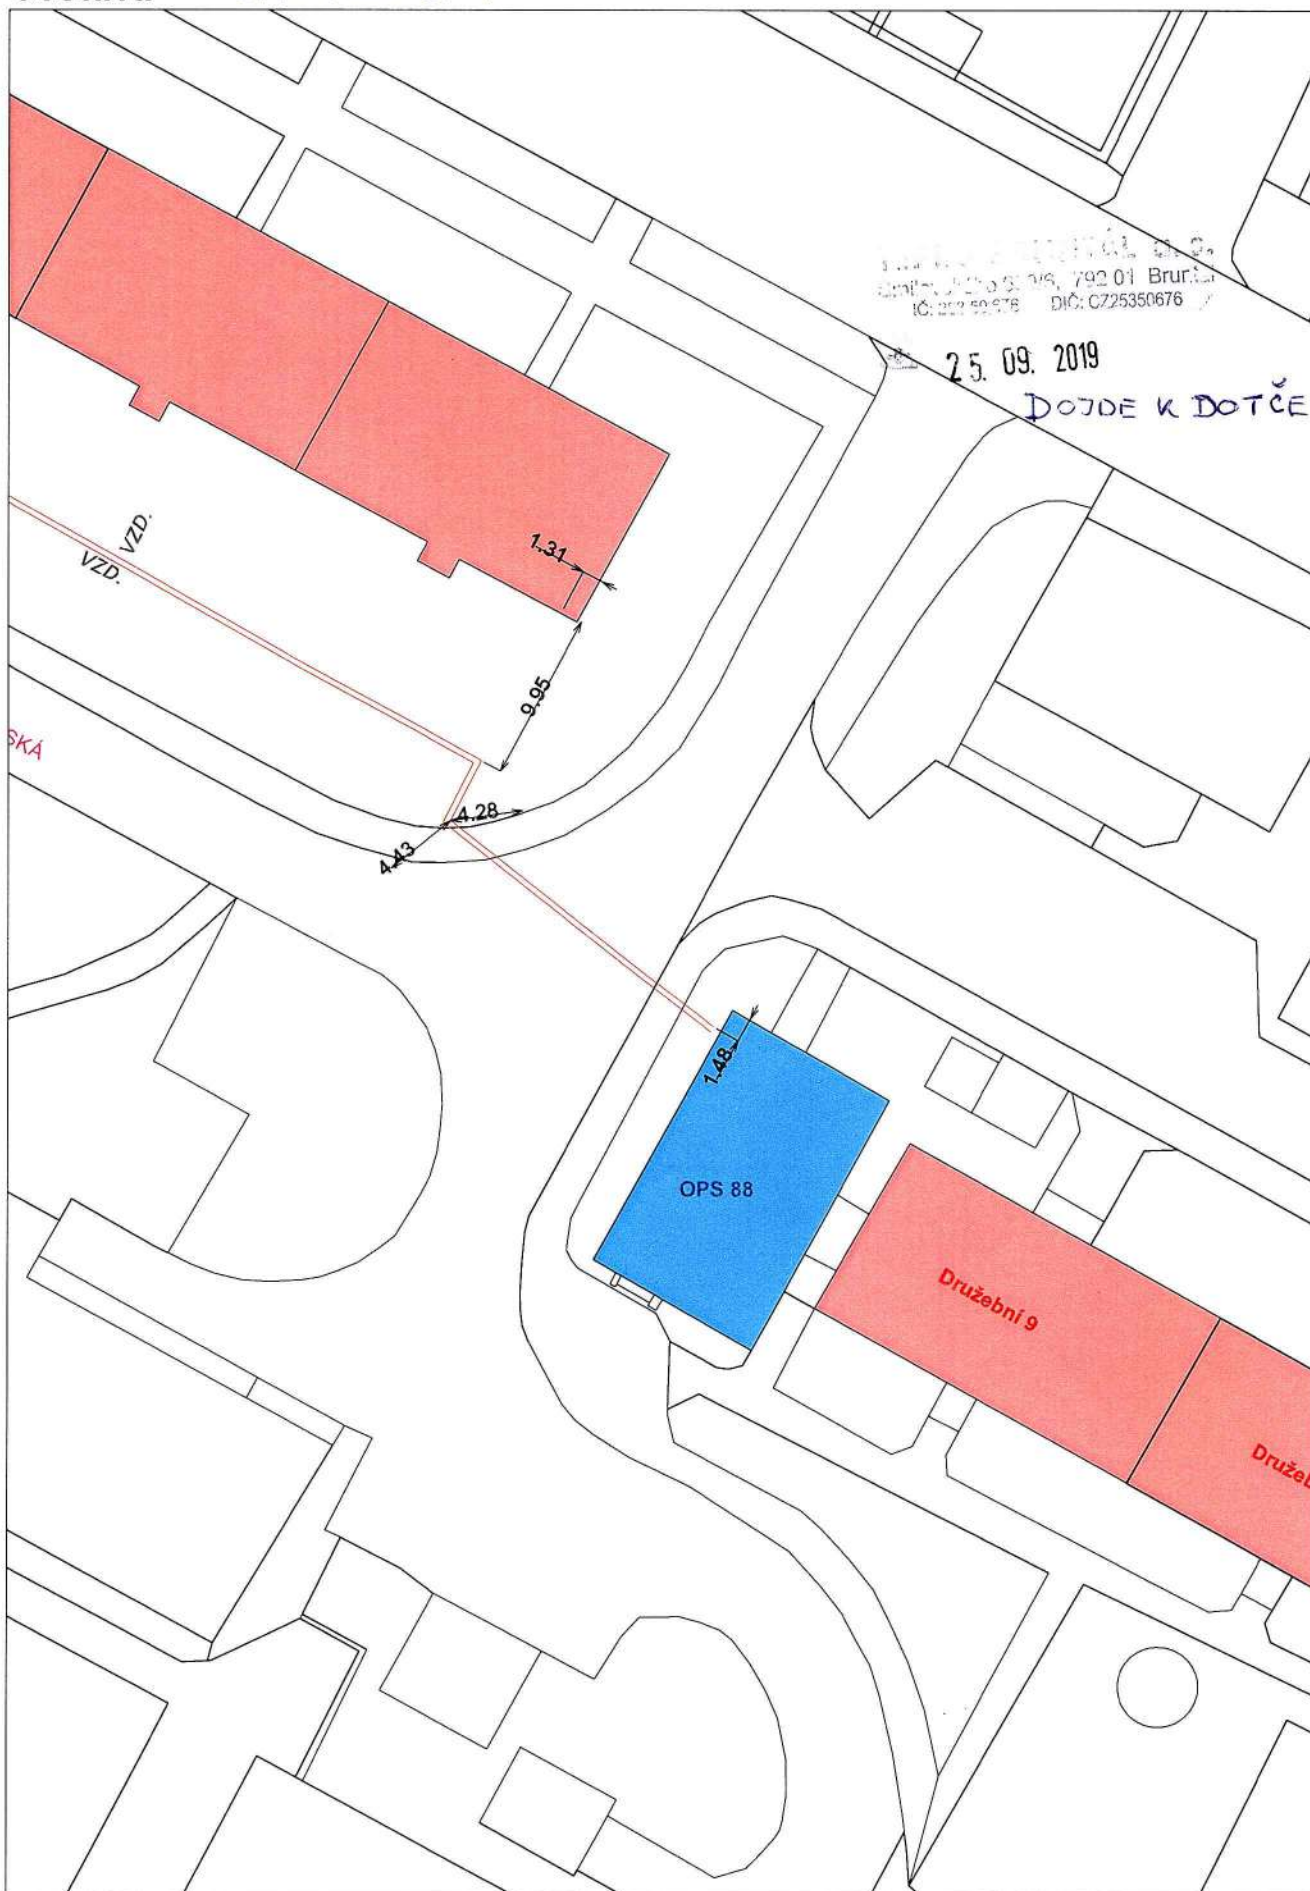 792 01
DIČ: CZ25350676
25. 09. 2019
DOJDE K DOTČE
1.31
VZD.
VZD.
9.95
SKÁ
4.28
4.43
1.48
OPS 88
Družební 9
Družeb